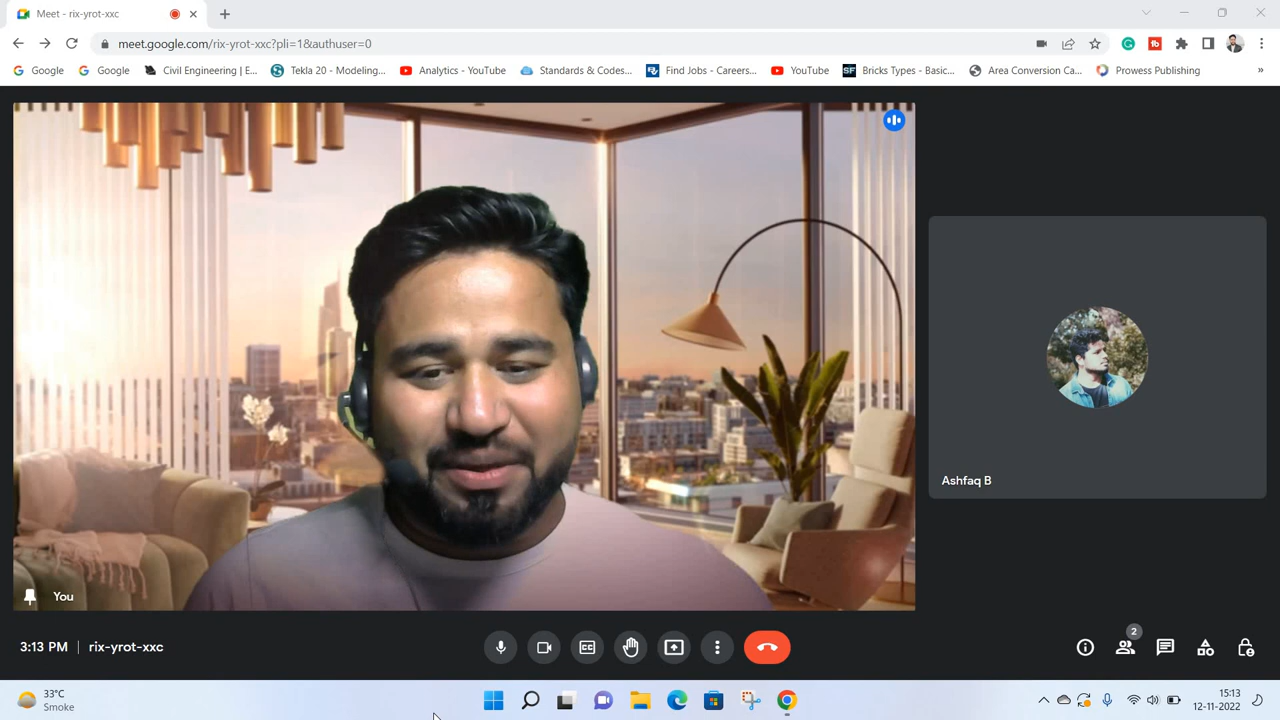 Meet - rix-yrot-xxc
meet.google.com/rix-yrot-xxc?pli=1&authuser=0
Google
Google
Civil Engineering | E...
Tekla 20 - Modeling...
Analytics - YouTube
Standards & Codes...
Find Jobs - Careers...
YouTube
SF
Bricks Types - Basic...
Area Conversion Ca...
Prowess Publishing
»
Ashfaq B
You
3:13 PM | rix-yrot-xxc
CC
2
33°C
Smoke
15:13
12-11-2022